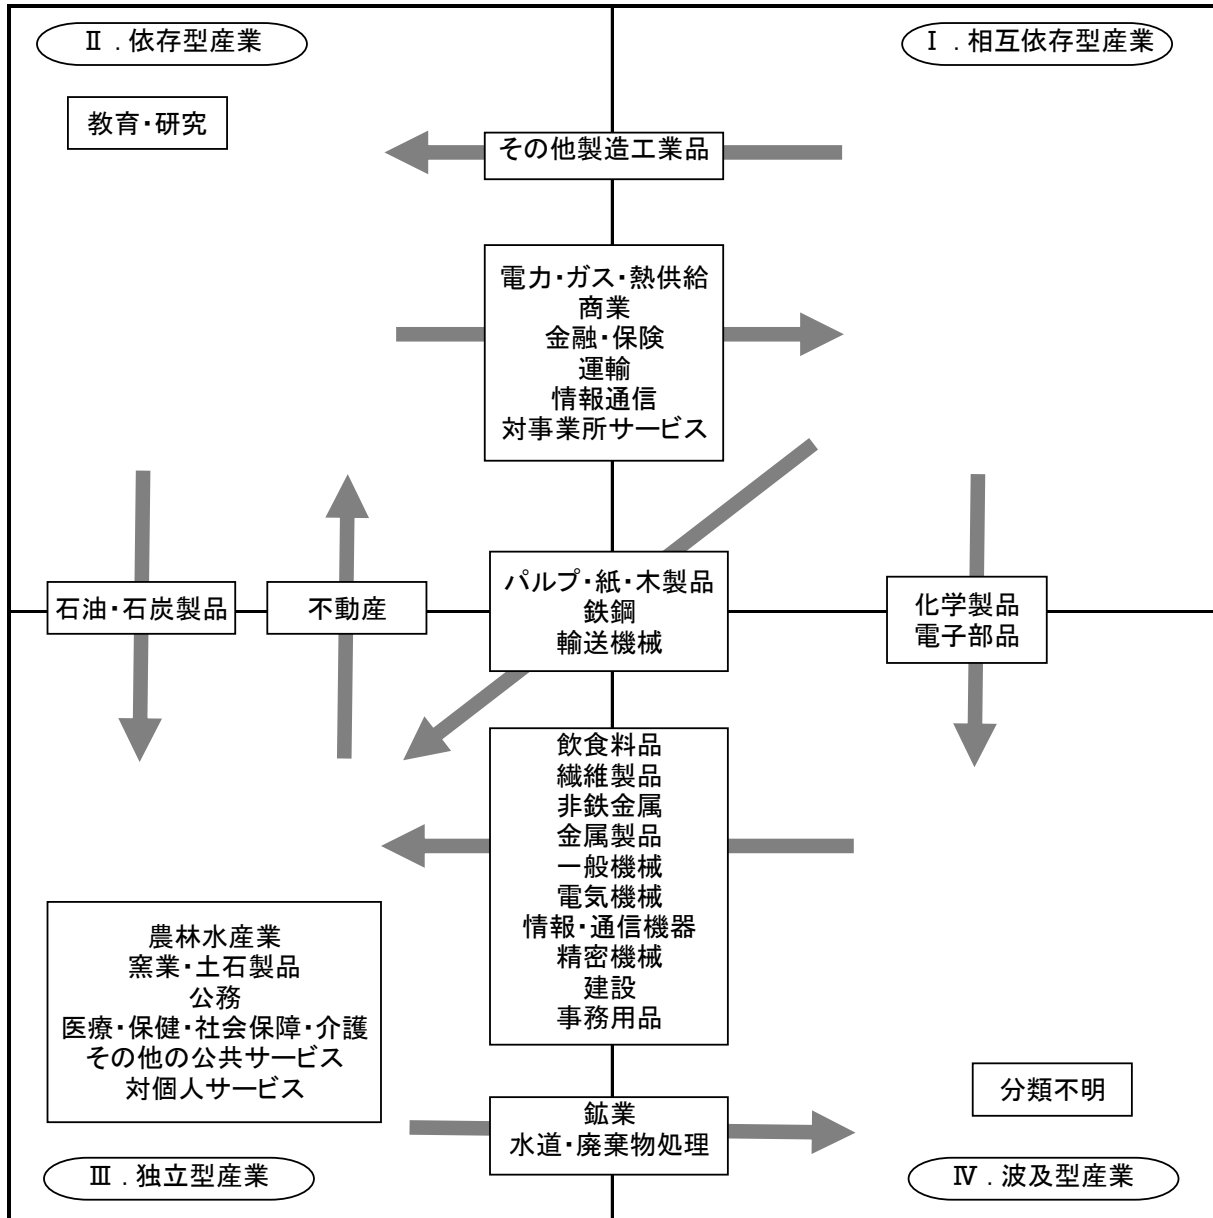 Ⅱ．依存型産業
Ⅰ．相互依存型産業
教育・研究
その他製造工業品
電力・ガス・熱供給
商業
金融・保険
運輸
情報通信
対事業所サービス
石油・石炭製品
不動産
パルプ・紙・木製品
鉄鋼
輸送機械
化学製品
電子部品
飲食料品
繊維製品
非鉄金属
金属製品
一般機械
電気機械
情報・通信機器
精密機械
建設
事務用品
農林水産業
窯業・土石製品
公務
医療・保健・社会保障・介護
その他の公共サービス
対個人サービス
分類不明
鉱業
水道・廃棄物処理
Ⅲ．独立型産業
Ⅳ．波及型産業